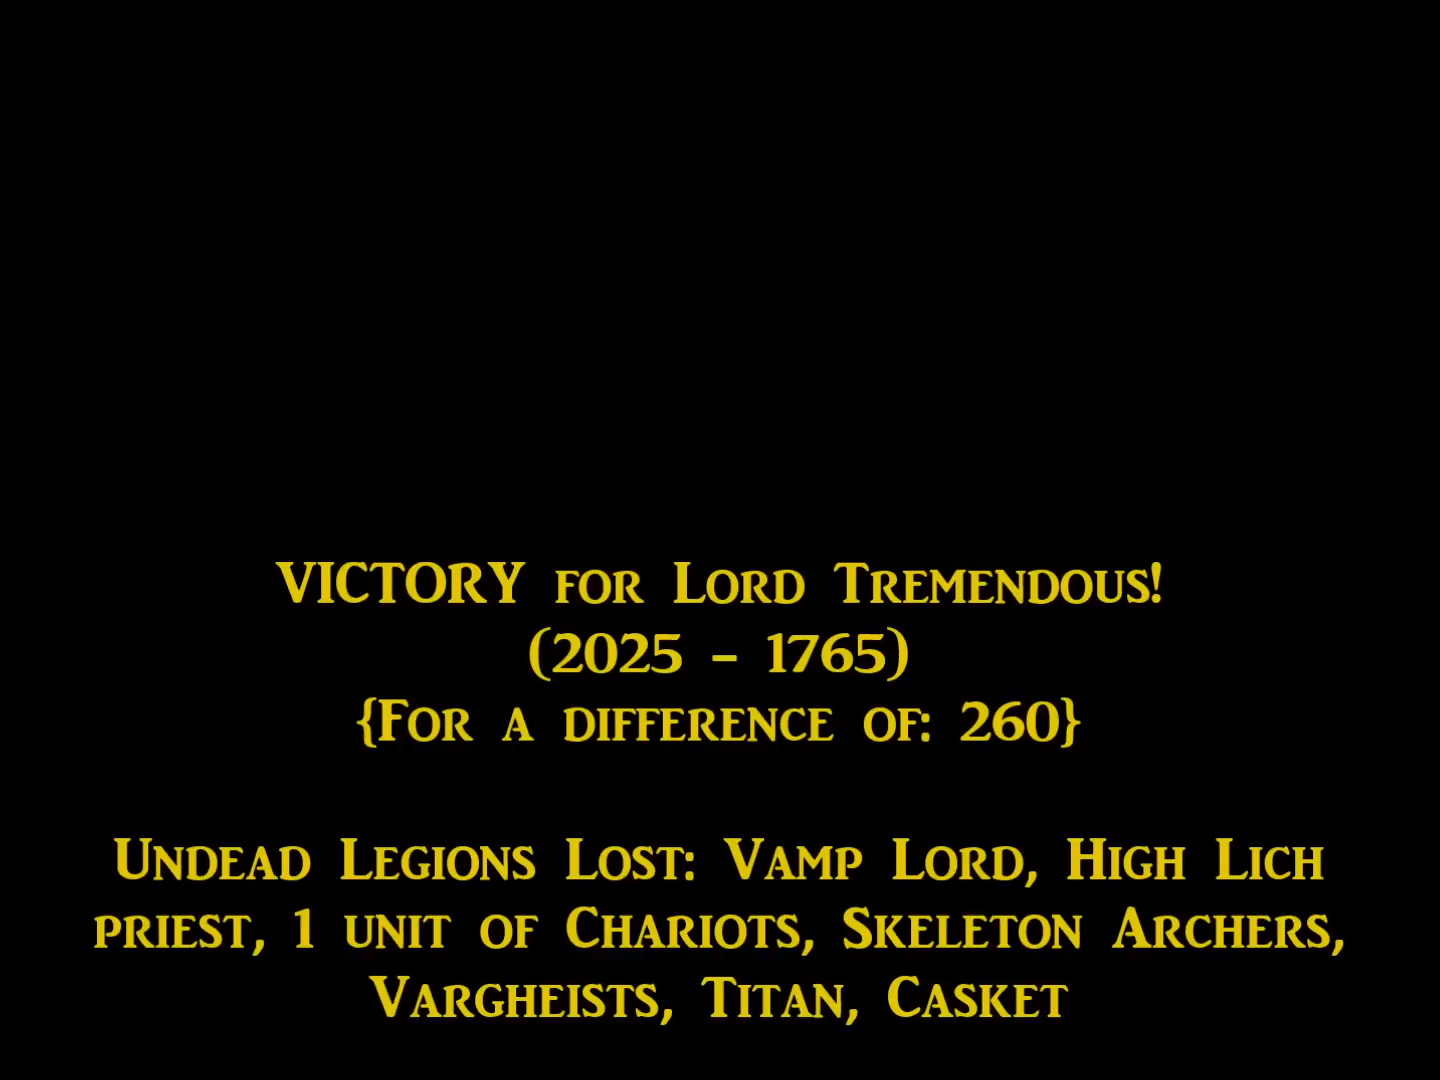 VICTORY for Lord Tremendous!
(2025 - 1765)
{For a difference of: 260}
Undead Legions Lost: Vamp Lord, High Lich
priest, 1 unit of Chariots, Skeleton Archers,
Vargheists, Titan, Casket